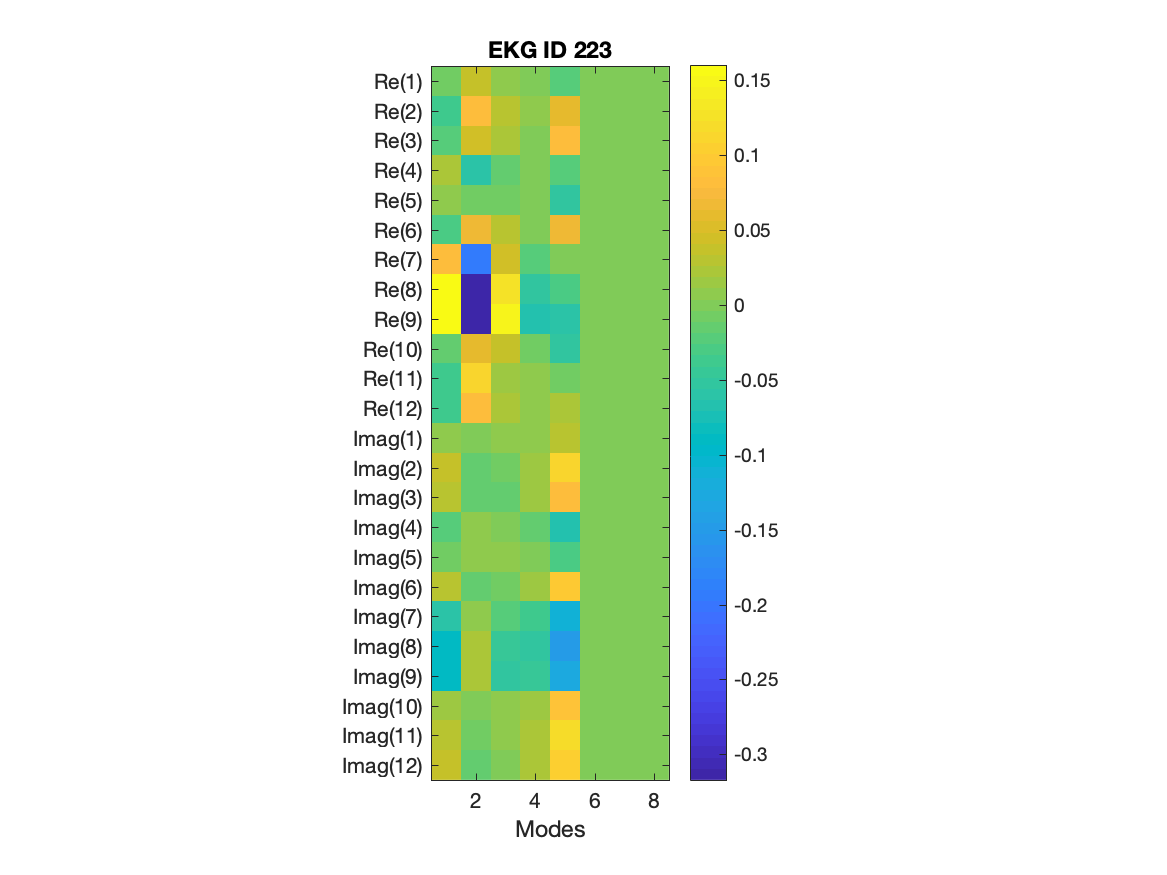 EKG ID 223
Re(1)
Re(2)
Re(3)
Re(4)
Re(5)
Re(6)
Re(7)
Re(8)
Re(9)
Re(10)
Re(11)
Re(12)
Imag(1)
Imag(2)
Imag(3)
Imag(4)
Imag(5)
Imag(6)
Imag(7)
Imag(8)
Imag(9)
Imag(10)
Imag(11)
Imag(12)
2 4 6 8
Modes
0.15
0.1
0.05
0
-0.05
-0.1
-0.15
-0.2
-0.25
-0.3